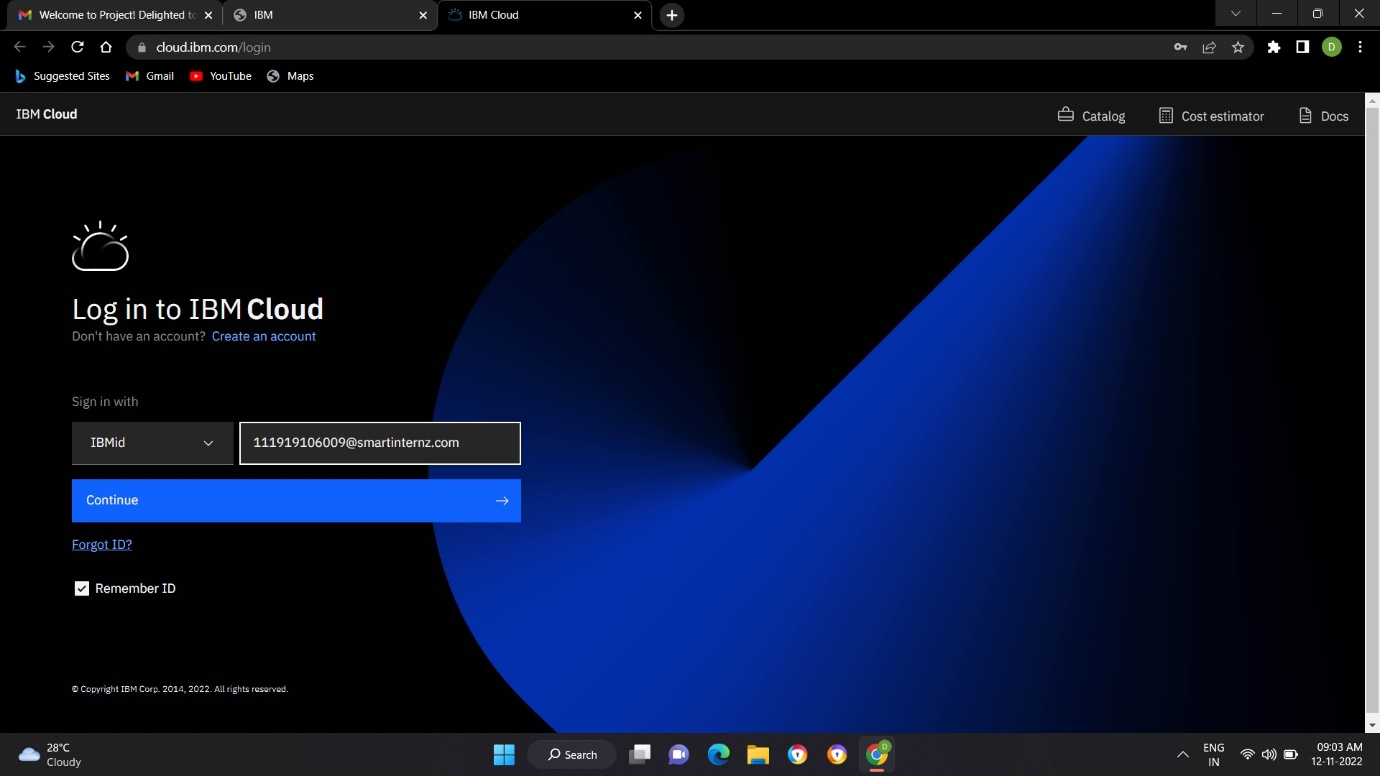 Welcome to Project! Delighted to
IBM
IBM Cloud
cloud.ibm.com/login
D
Suggested Sites
Gmail
YouTube
Maps
IBM Cloud
Catalog
Cost estimator
Docs
Log in to IBM Cloud
Don't have an account? Create an account
Sign in with
IBMid
111919106009@smartinternz.com
Continue
Forgot ID?
Remember ID
© Copyright IBM Corp. 2014, 2022. All rights reserved.
28°C
Cloudy
Search
D
ENG
IN
09:03 AM
12-11-2022